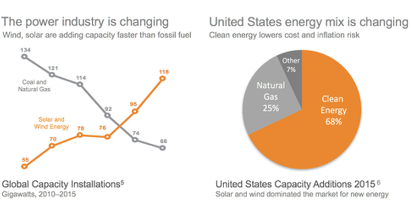 The power industry is changing
Wind, solar are adding capacity faster than fossil fuel
134
121
114
92
74
68
Coal and
Natural Gas
Solar and
Wind Energy
55
70
78
76
95
118
Global Capacity Installations⁵
Gigawatts, 2010–2015
United States energy mix is changing
Clean energy lowers cost and inflation risk
Other
7%
Natural
Gas
25%
Clean
Energy
68%
United States Capacity Additions 2015⁶
Solar and wind dominated the market for new energy